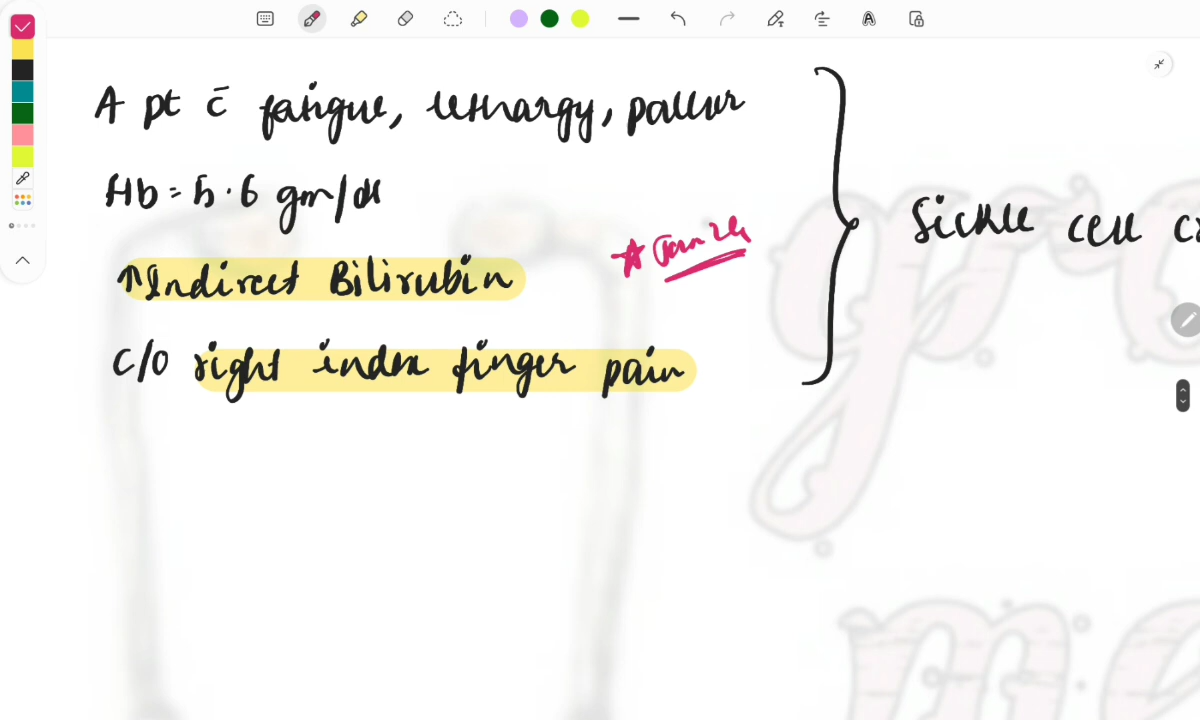 A pt c̄ fatigue, lethargy, pallor
Hb = 5.6 gm/dl
↑Indirect Bilirubin
c/o right index finger pain
Sickle cell